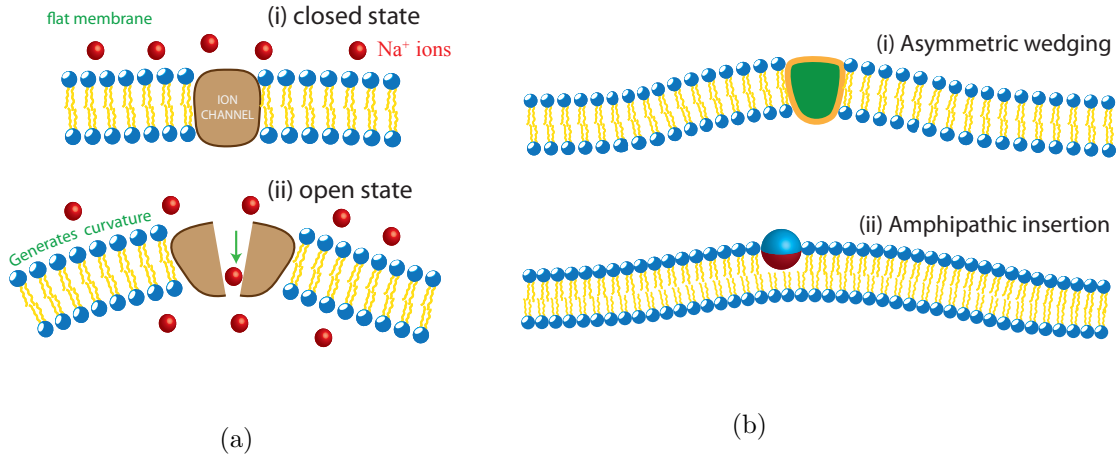 flat membrane
(i) closed state
Na⁺ ions
ION
CHANNEL
(ii) open state
Generates curvature
(a)
(i) Asymmetric wedging
(ii) Amphipathic insertion
(b)